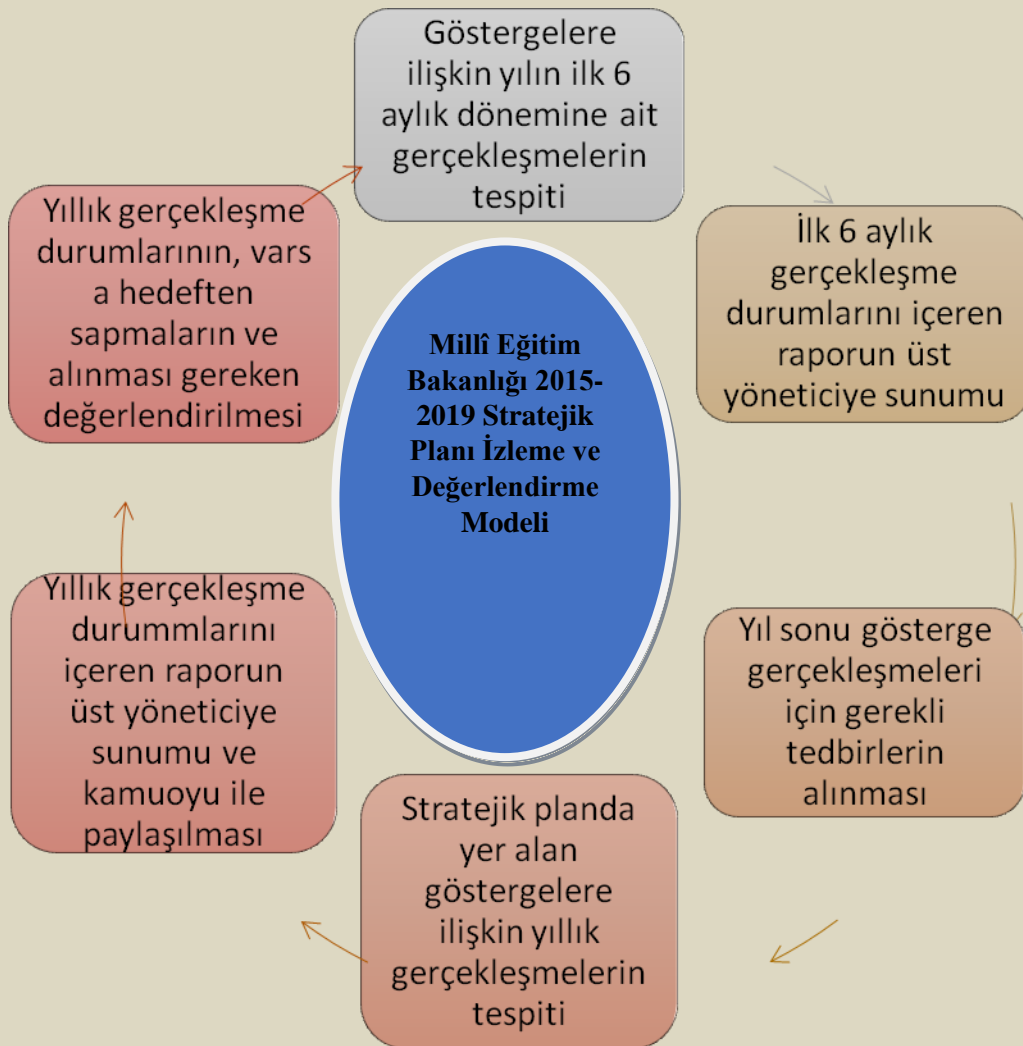 Göstergelere
ilişkin yılın ilk 6
aylık dönemine ait
gerçekleşmelerin
tespiti
İlk 6 aylık
gerçekleşme
durumlarını içeren
raporun üst
yöneticiye sunumu
Yıl sonu gösterge
gerçekleşmeleri
için gerekli
tedbirlerin
alınması
Stratejik planda
yer alan
göstergelere
ilişkin yıllık
gerçekleşmelerin
tespiti
Yıllık gerçekleşme
durummlarını
içeren raporun
üst yöneticiye
sunumu ve
kamuoyu ile
paylaşılması
Yıllık gerçekleşme
durumlarının, vars
a hedeften
sapmaların ve
alınması gereken
değerlendirilmesi
Millî Eğitim
Bakanlığı 2015-
2019 Stratejik
Planı İzleme ve
Değerlendirme
Modeli